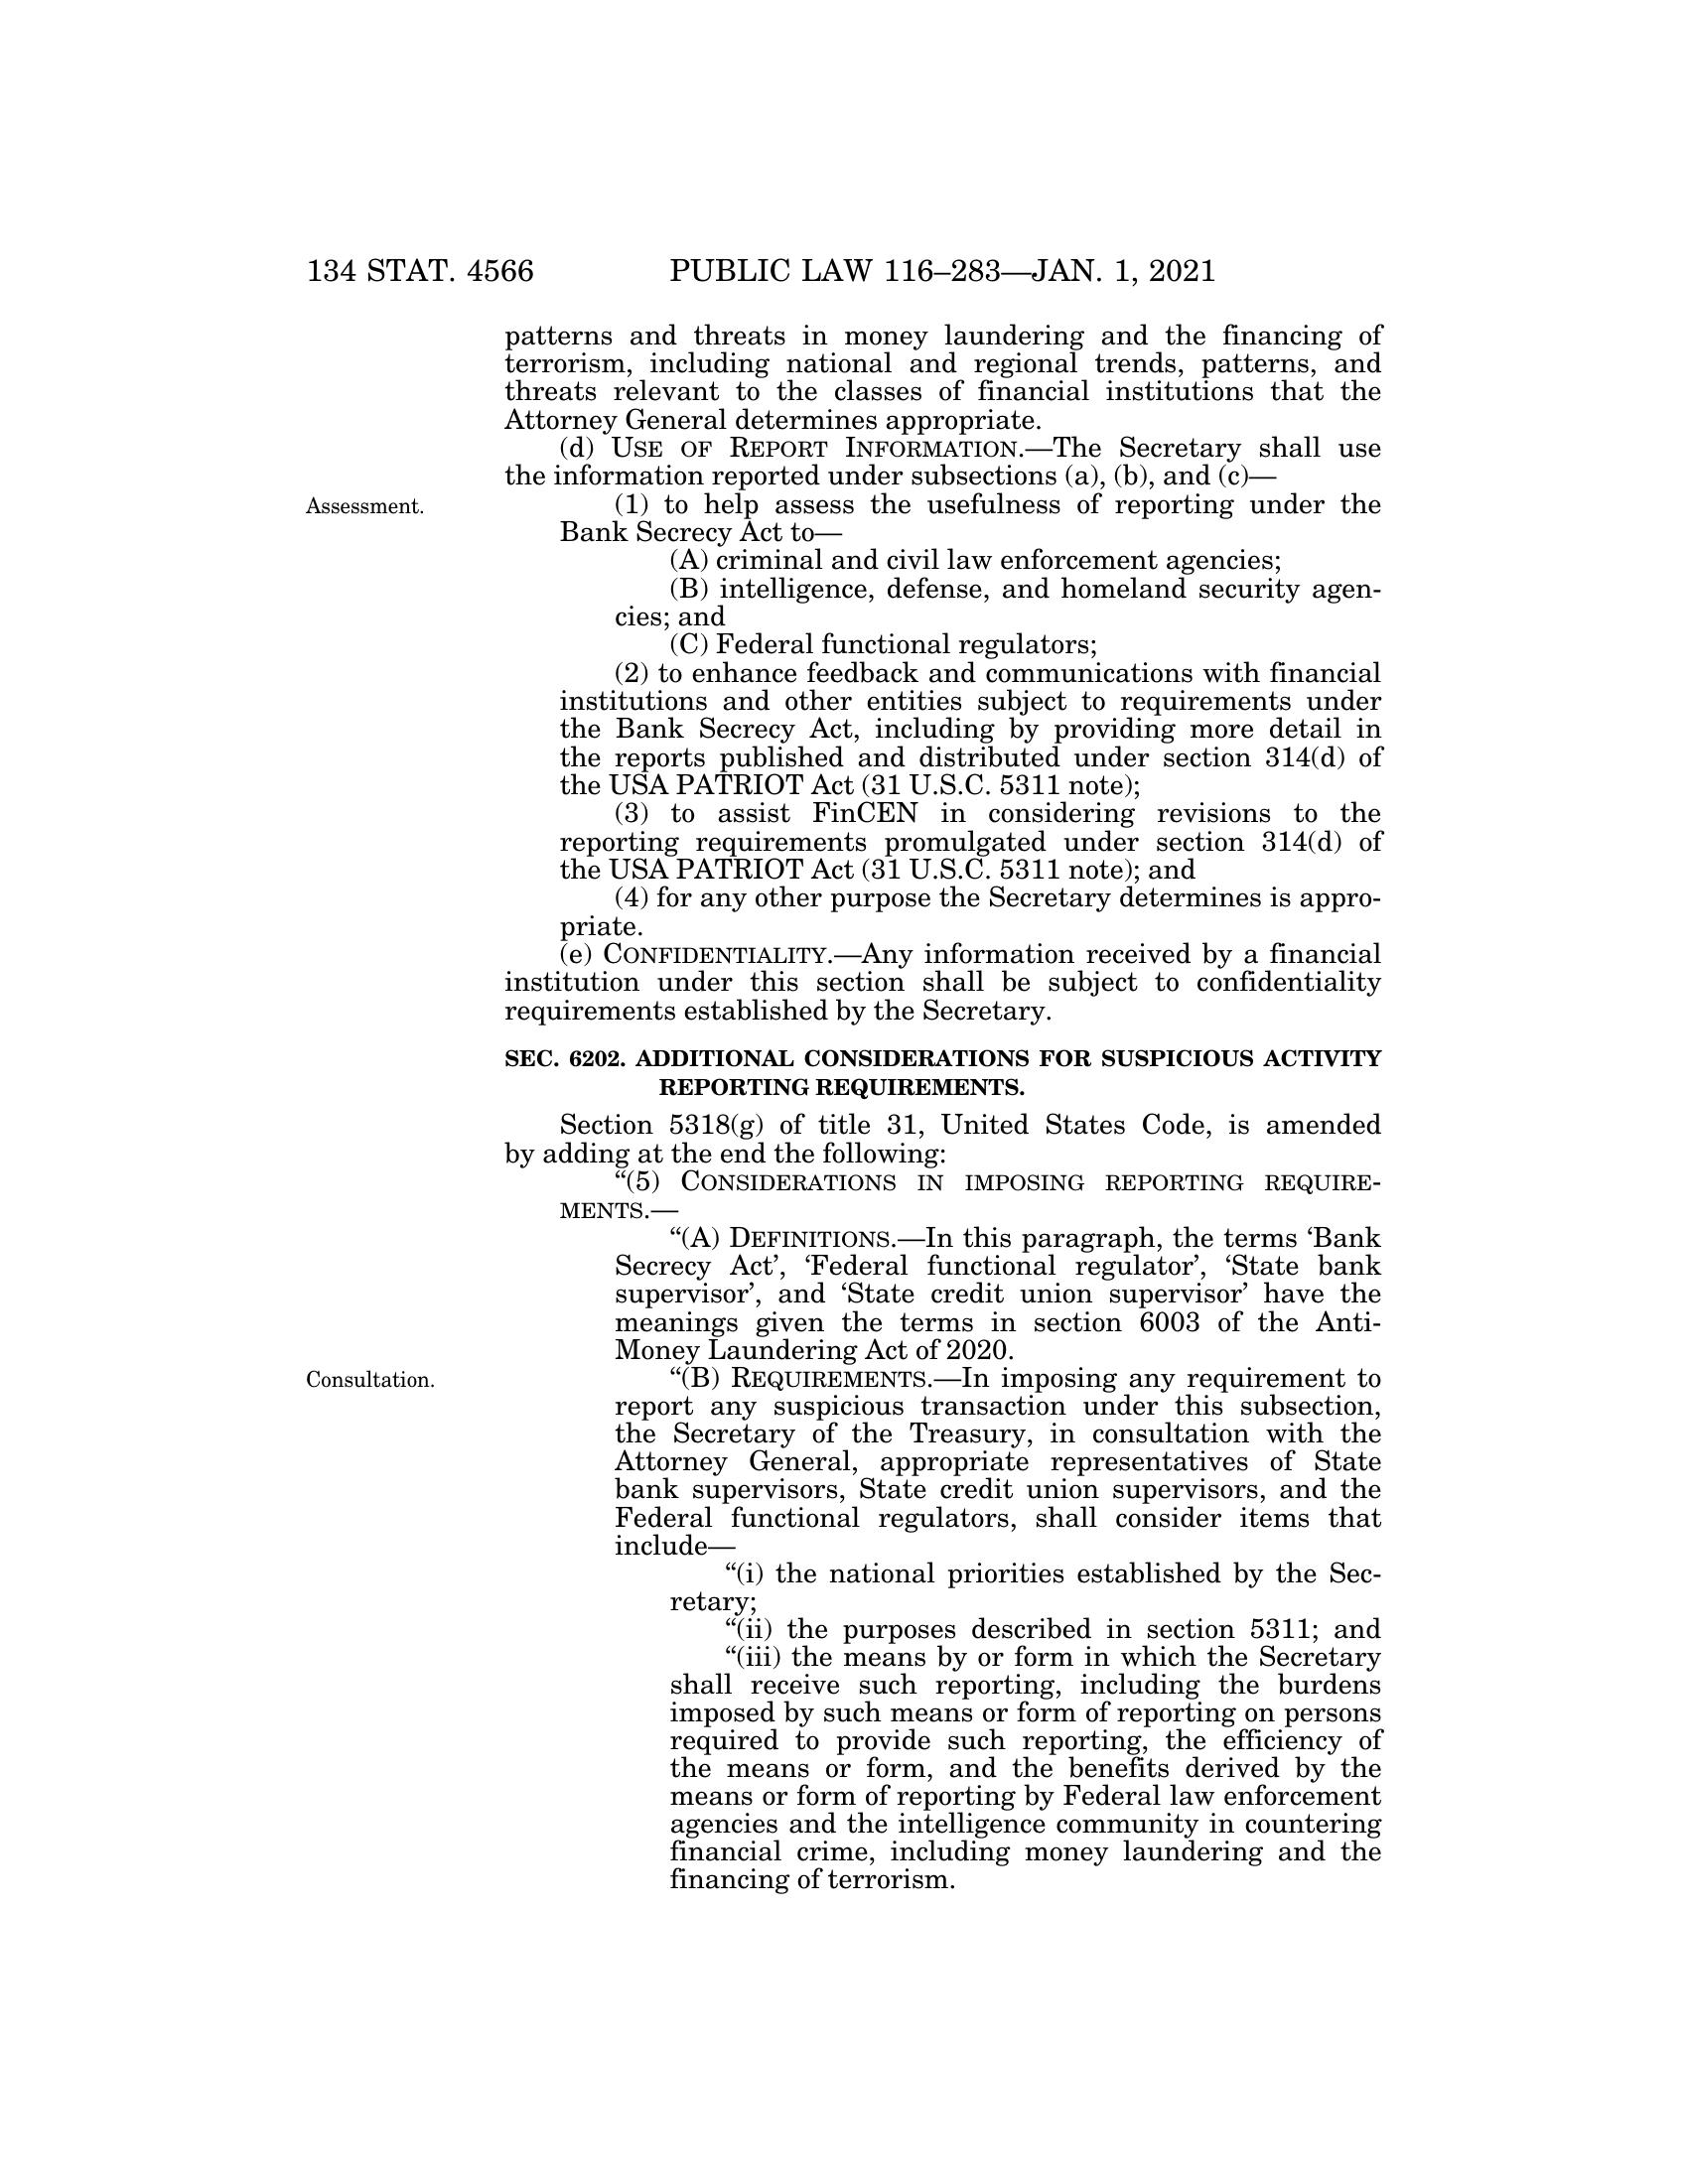 134 STAT. 4566 PUBLIC LAW 116–283—JAN. 1, 2021
patterns and threats in money laundering and the financing of
terrorism, including national and regional trends, patterns, and
threats relevant to the classes of financial institutions that the
Attorney General determines appropriate.
(d) USE OF REPORT INFORMATION.—The Secretary shall use
the information reported under subsections (a), (b), and (c)—
Assessment.
(1) to help assess the usefulness of reporting under the
Bank Secrecy Act to—
(A) criminal and civil law enforcement agencies;
(B) intelligence, defense, and homeland security agen-
cies; and
(C) Federal functional regulators;
(2) to enhance feedback and communications with financial
institutions and other entities subject to requirements under
the Bank Secrecy Act, including by providing more detail in
the reports published and distributed under section 314(d) of
the USA PATRIOT Act (31 U.S.C. 5311 note);
(3) to assist FinCEN in considering revisions to the
reporting requirements promulgated under section 314(d) of
the USA PATRIOT Act (31 U.S.C. 5311 note); and
(4) for any other purpose the Secretary determines is appro-
priate.
(e) CONFIDENTIALITY.—Any information received by a financial
institution under this section shall be subject to confidentiality
requirements established by the Secretary.
SEC. 6202. ADDITIONAL CONSIDERATIONS FOR SUSPICIOUS ACTIVITY
REPORTING REQUIREMENTS.
Section 5318(g) of title 31, United States Code, is amended
by adding at the end the following:
“(5) CONSIDERATIONS IN IMPOSING REPORTING REQUIRE-
MENTS.—
“(A) DEFINITIONS.—In this paragraph, the terms ‘Bank
Secrecy Act’, ‘Federal functional regulator’, ‘State bank
supervisor’, and ‘State credit union supervisor’ have the
meanings given the terms in section 6003 of the Anti-
Money Laundering Act of 2020.
Consultation.
“(B) REQUIREMENTS.—In imposing any requirement to
report any suspicious transaction under this subsection,
the Secretary of the Treasury, in consultation with the
Attorney General, appropriate representatives of State
bank supervisors, State credit union supervisors, and the
Federal functional regulators, shall consider items that
include—
“(i) the national priorities established by the Sec-
retary;
“(ii) the purposes described in section 5311; and
“(iii) the means by or form in which the Secretary
shall receive such reporting, including the burdens
imposed by such means or form of reporting on persons
required to provide such reporting, the efficiency of
the means or form, and the benefits derived by the
means or form of reporting by Federal law enforcement
agencies and the intelligence community in countering
financial crime, including money laundering and the
financing of terrorism.